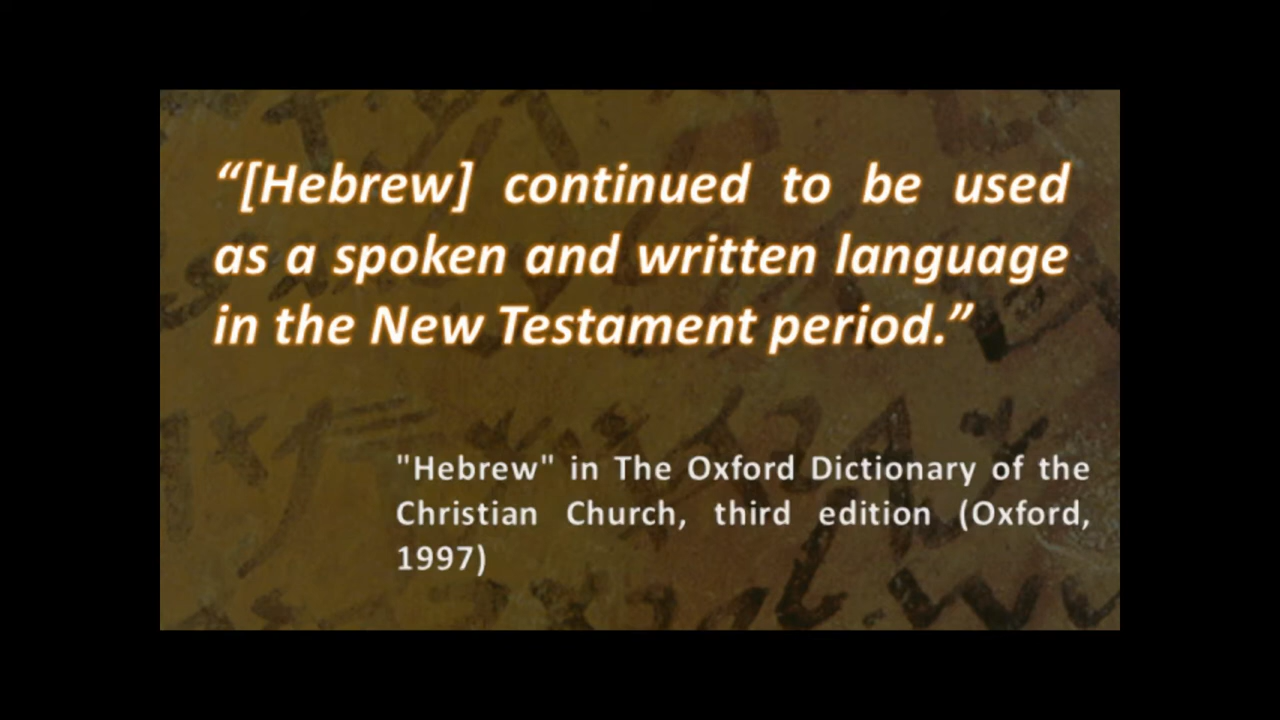 “[Hebrew] continued to be used
as a spoken and written language
in the New Testament period.”
"Hebrew" in The Oxford Dictionary of the
Christian Church, third edition (Oxford,
1997)